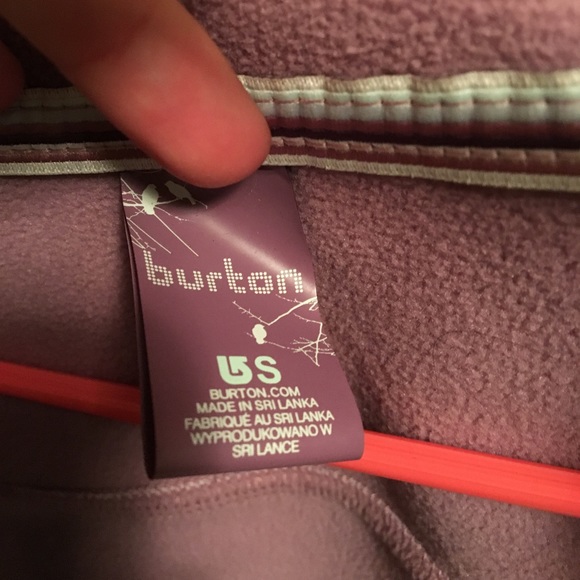 burton
S
BURTON.COM
MADE IN SRI LANKA
FABRIQUÉ AU SRI LANKA
WYPRODUKOWANO W
SRI LANCE